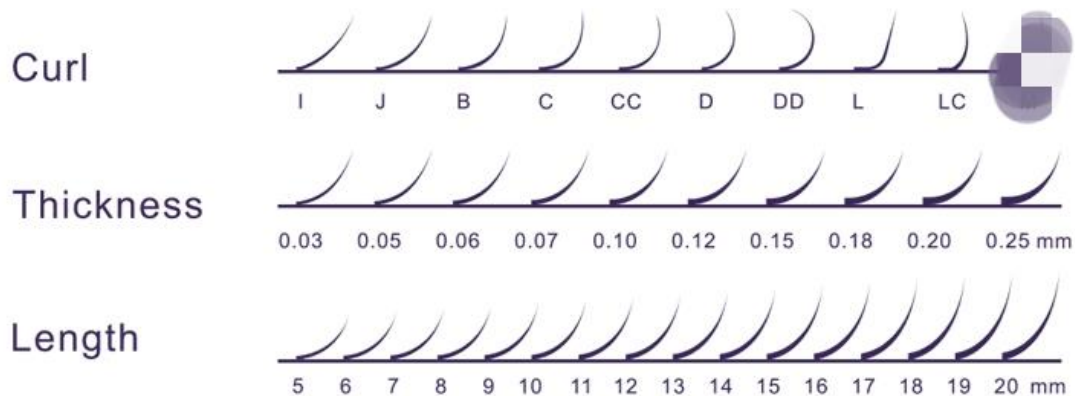 Curl
I J B C CC D DD L LC
Thickness
0.03 0.05 0.06 0.07 0.10 0.12 0.15 0.18 0.20 0.25 mm
Length
5 6 7 8 9 10 11 12 13 14 15 16 17 18 19 20 mm